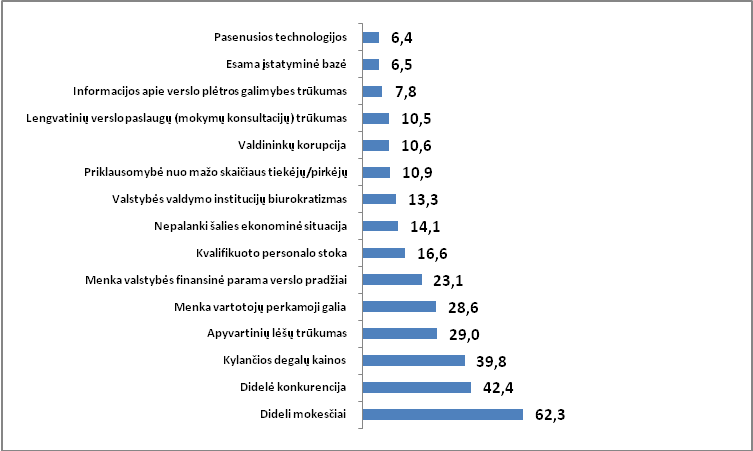 Pasenusios technologijos 6,4
Esama įstatyminė bazė 6,5
Informacijos apie verslo plėtros galimybes trūkumas 7,8
Lengvatinių verslo paslaugų (mokymų konsultacijų) trūkumas 10,5
Valdininkų korupcija 10,6
Priklausomybė nuo mažo skaičiaus tiekėjų/pirkėjų 10,9
Valstybės valdymo institucijų biurokratizmas 13,3
Nepalanki šalies ekonominė situacija 14,1
Kvalifikuoto personalo stoka 16,6
Menka valstybės finansinė parama verslo pradžiai 23,1
Menka vartotojų perkamoji galia 28,6
Apyvartinių lėšų trūkumas 29,0
Kylančios degalų kainos 39,8
Didelė konkurencija 42,4
Dideli mokesčiai 62,3